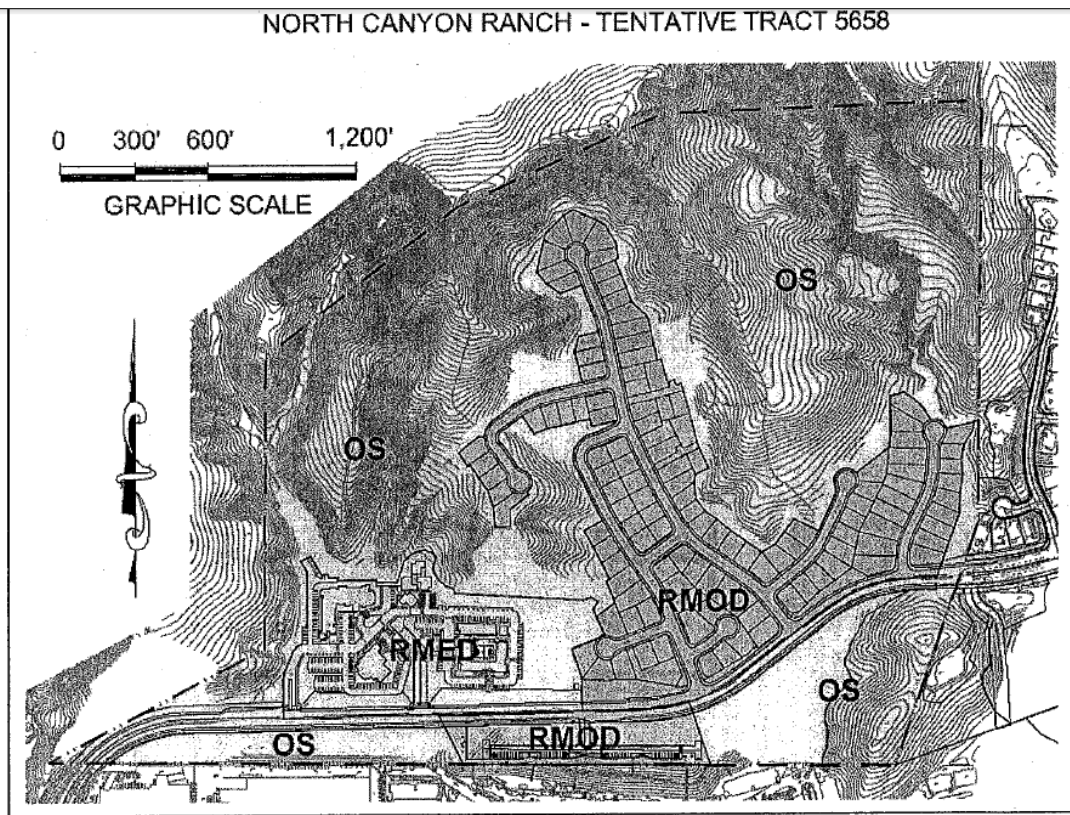 NORTH CANYON RANCH - TENTATIVE TRACT 5658
0 300' 600' 1,200'
GRAPHIC SCALE
OS
OS
RMOD
RMED
OS
RMOD
OS